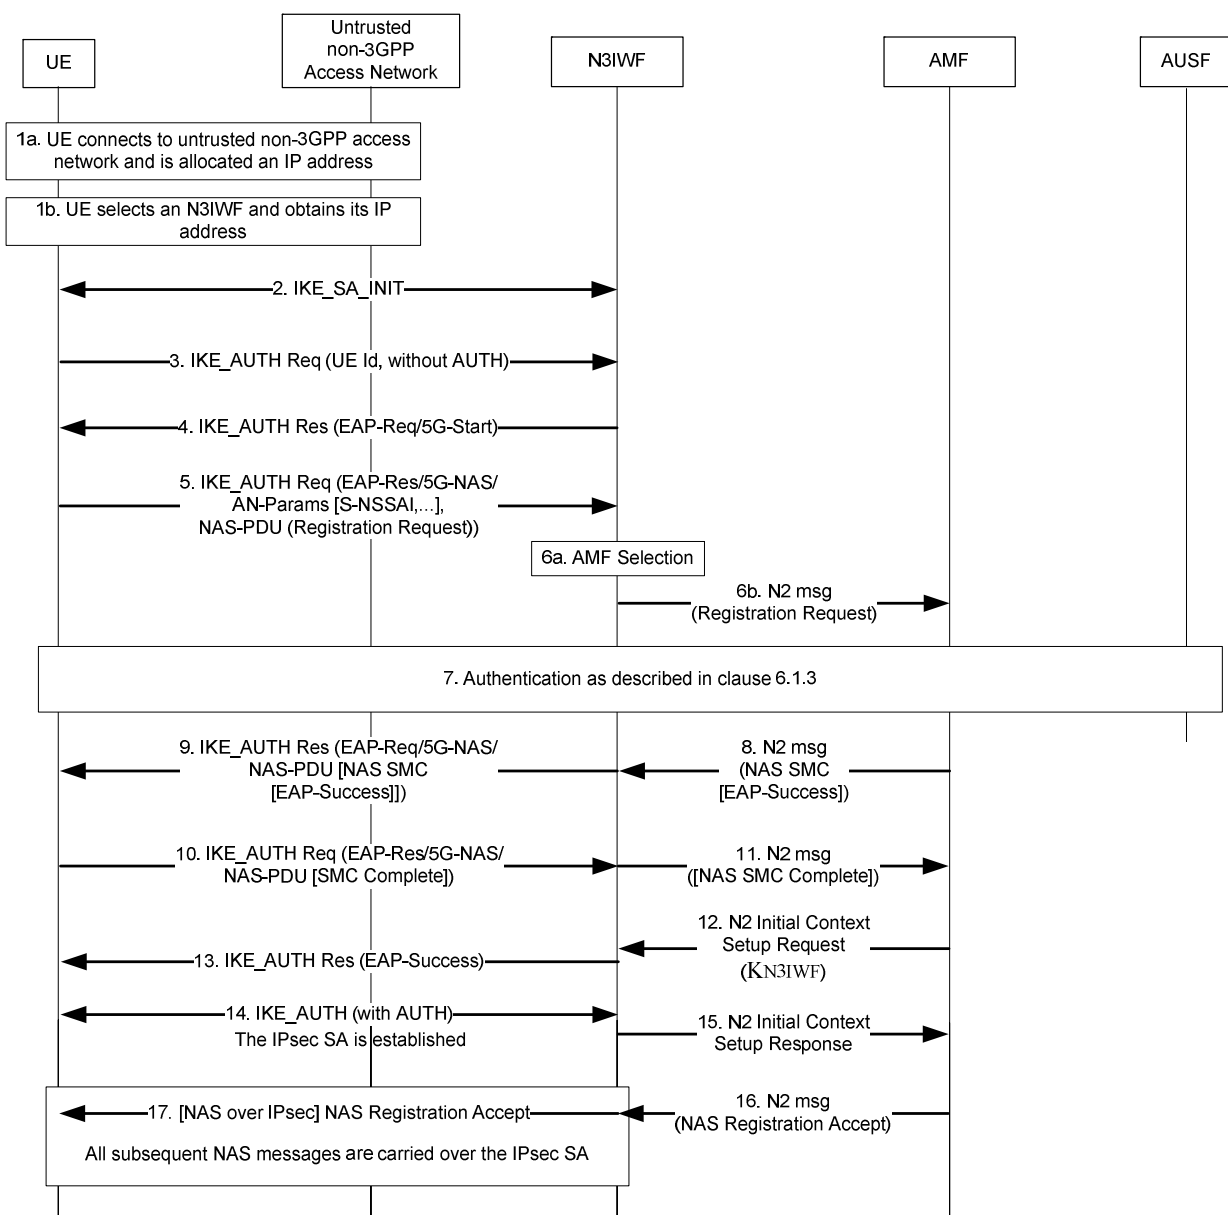 UE
Untrusted
non-3GPP
Access Network
N3IWF
AMF
AUSF
1a. UE connects to untrusted non-3GPP access
network and is allocated an IP address
1b. UE selects an N3IWF and obtains its IP
address
2. IKE_SA_INIT
3. IKE_AUTH Req (UE Id, without AUTH)
4. IKE_AUTH Res (EAP-Req/5G-Start)
5. IKE_AUTH Req (EAP-Res/5G-NAS/
AN-Params [S-NSSAI,...],
NAS-PDU (Registration Request))
6a. AMF Selection
6b. N2 msg
(Registration Request)
7. Authentication as described in clause 6.1.3
9. IKE_AUTH Res (EAP-Req/5G-NAS/
NAS-PDU [NAS SMC
[EAP-Success]])
8. N2 msg
(NAS SMC
[EAP-Success])
10. IKE_AUTH Req (EAP-Res/5G-NAS/
NAS-PDU [SMC Complete])
11. N2 msg
([NAS SMC Complete])
12. N2 Initial Context
Setup Request
(KN3IWF)
13. IKE_AUTH Res (EAP-Success)
14. IKE_AUTH (with AUTH)
The IPsec SA is established
15. N2 Initial Context
Setup Response
17. [NAS over IPsec] NAS Registration Accept
16. N2 msg
(NAS Registration Accept)
All subsequent NAS messages are carried over the IPsec SA